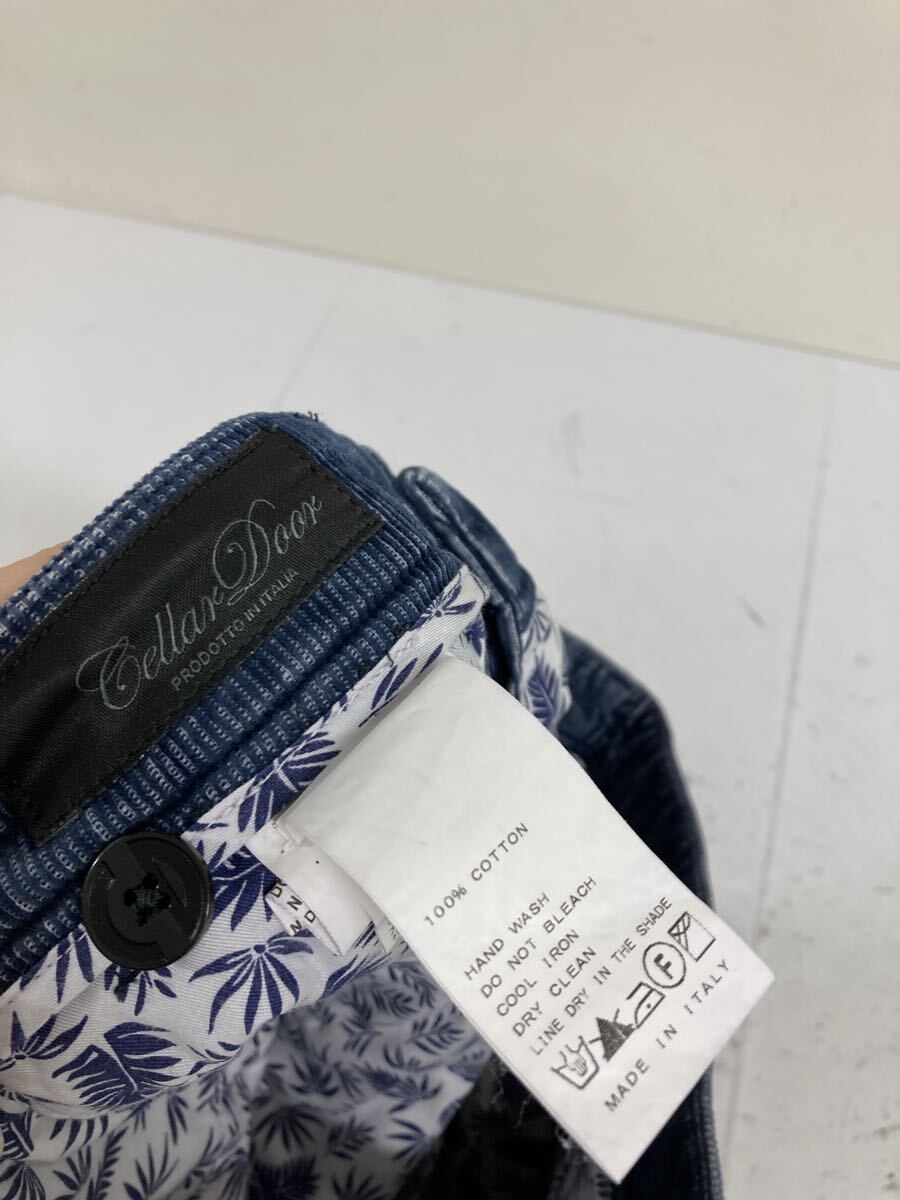 Cellar Door
PRODOTTO IN ITALIA
100% COTTON
HAND WASH
DO NOT BLEACH
COOL IRON
DRY CLEAN
LINE DRY IN THE SHADE
F
MADE IN ITALY